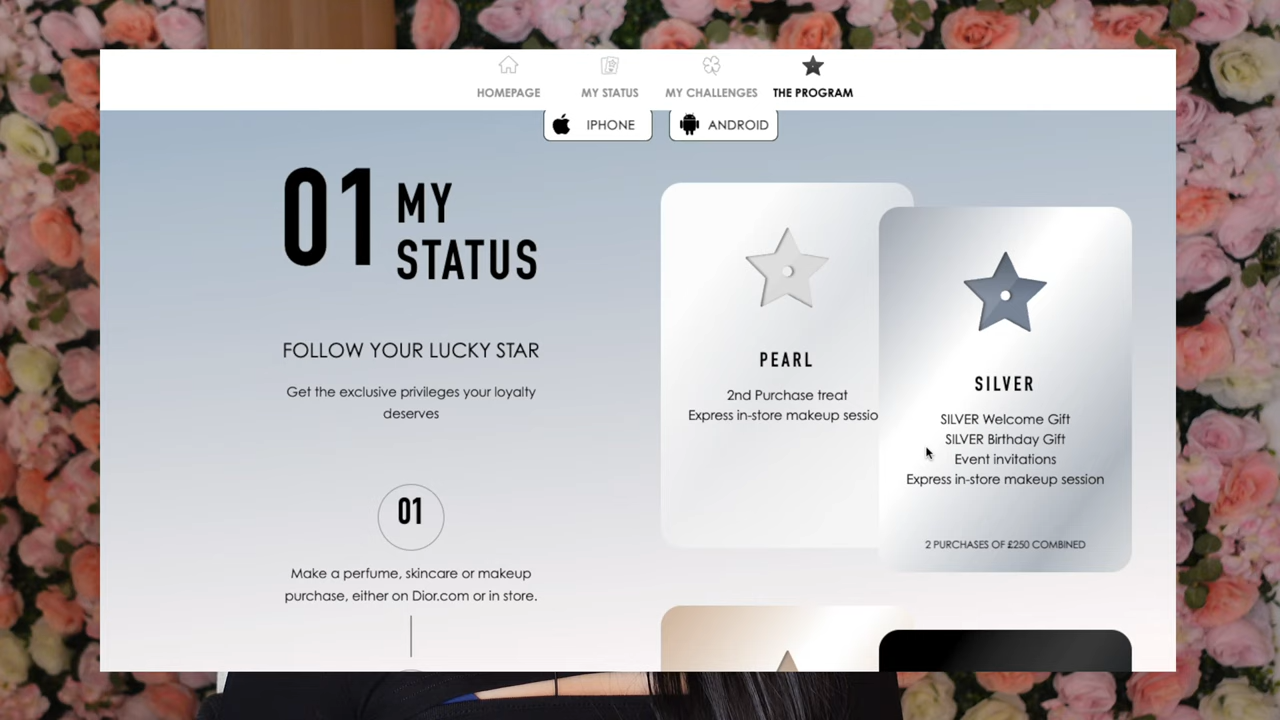 HOMEPAGE
MY STATUS
MY CHALLENGES
THE PROGRAM
IPHONE
ANDROID
01 MY
STATUS
FOLLOW YOUR LUCKY STAR
Get the exclusive privileges your loyalty
deserves
01
Make a perfume, skincare or makeup
purchase, either on Dior.com or in store.
PEARL
2nd Purchase treat
Express in-store makeup sessio
SILVER
SILVER Welcome Gift
SILVER Birthday Gift
Event invitations
Express in-store makeup session
2 PURCHASES OF £250 COMBINED